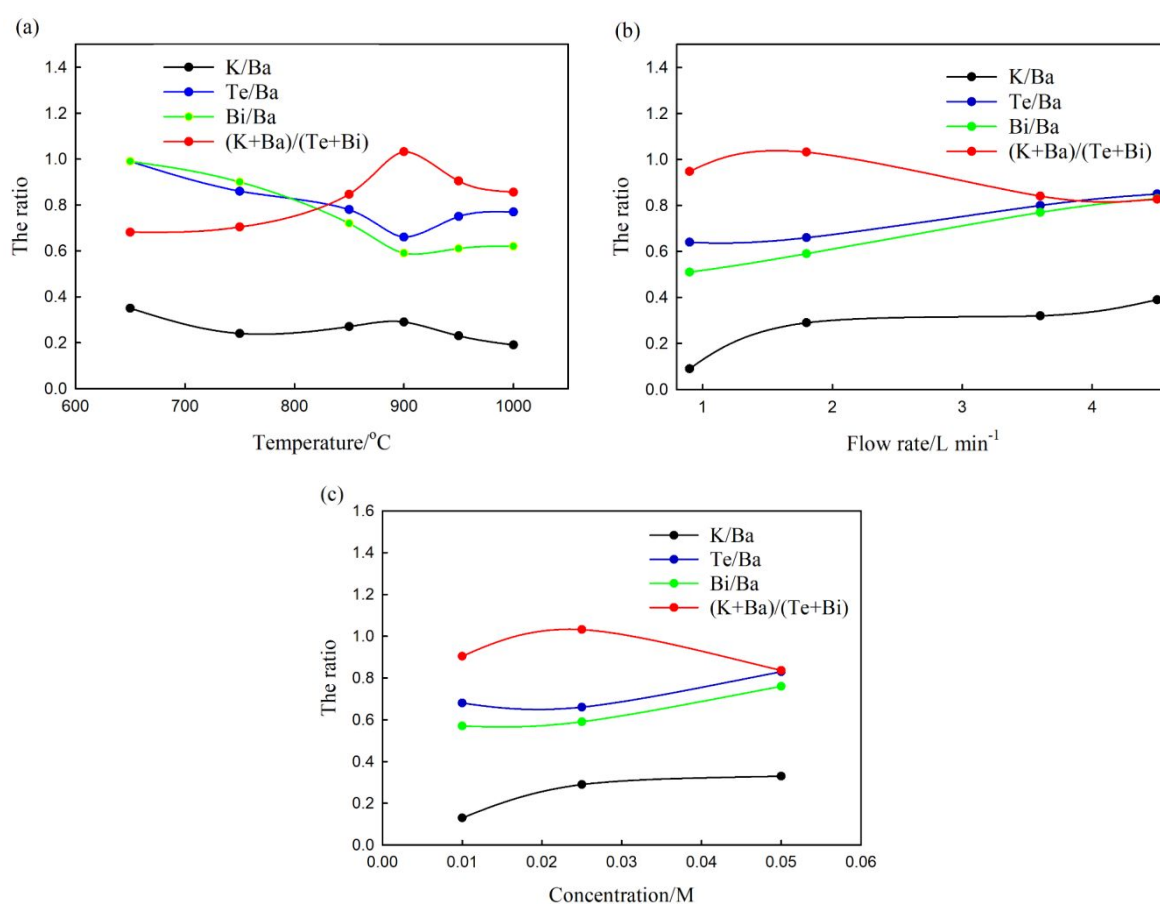 (a)
1.4
1.2
1.0
0.8
0.6
0.4
0.2
0.0
The ratio
K/Ba
Te/Ba
Bi/Ba
(K+Ba)/(Te+Bi)
600 700 800 900 1000
Temperature/°C
(b)
1.4
1.2
1.0
0.8
0.6
0.4
0.2
0.0
The ratio
K/Ba
Te/Ba
Bi/Ba
(K+Ba)/(Te+Bi)
1 2 3 4
Flow rate/L min⁻¹
(c)
1.6
1.4
1.2
1.0
0.8
0.6
0.4
0.2
0.0
The ratio
K/Ba
Te/Ba
Bi/Ba
(K+Ba)/(Te+Bi)
0.00 0.01 0.02 0.03 0.04 0.05 0.06
Concentration/M